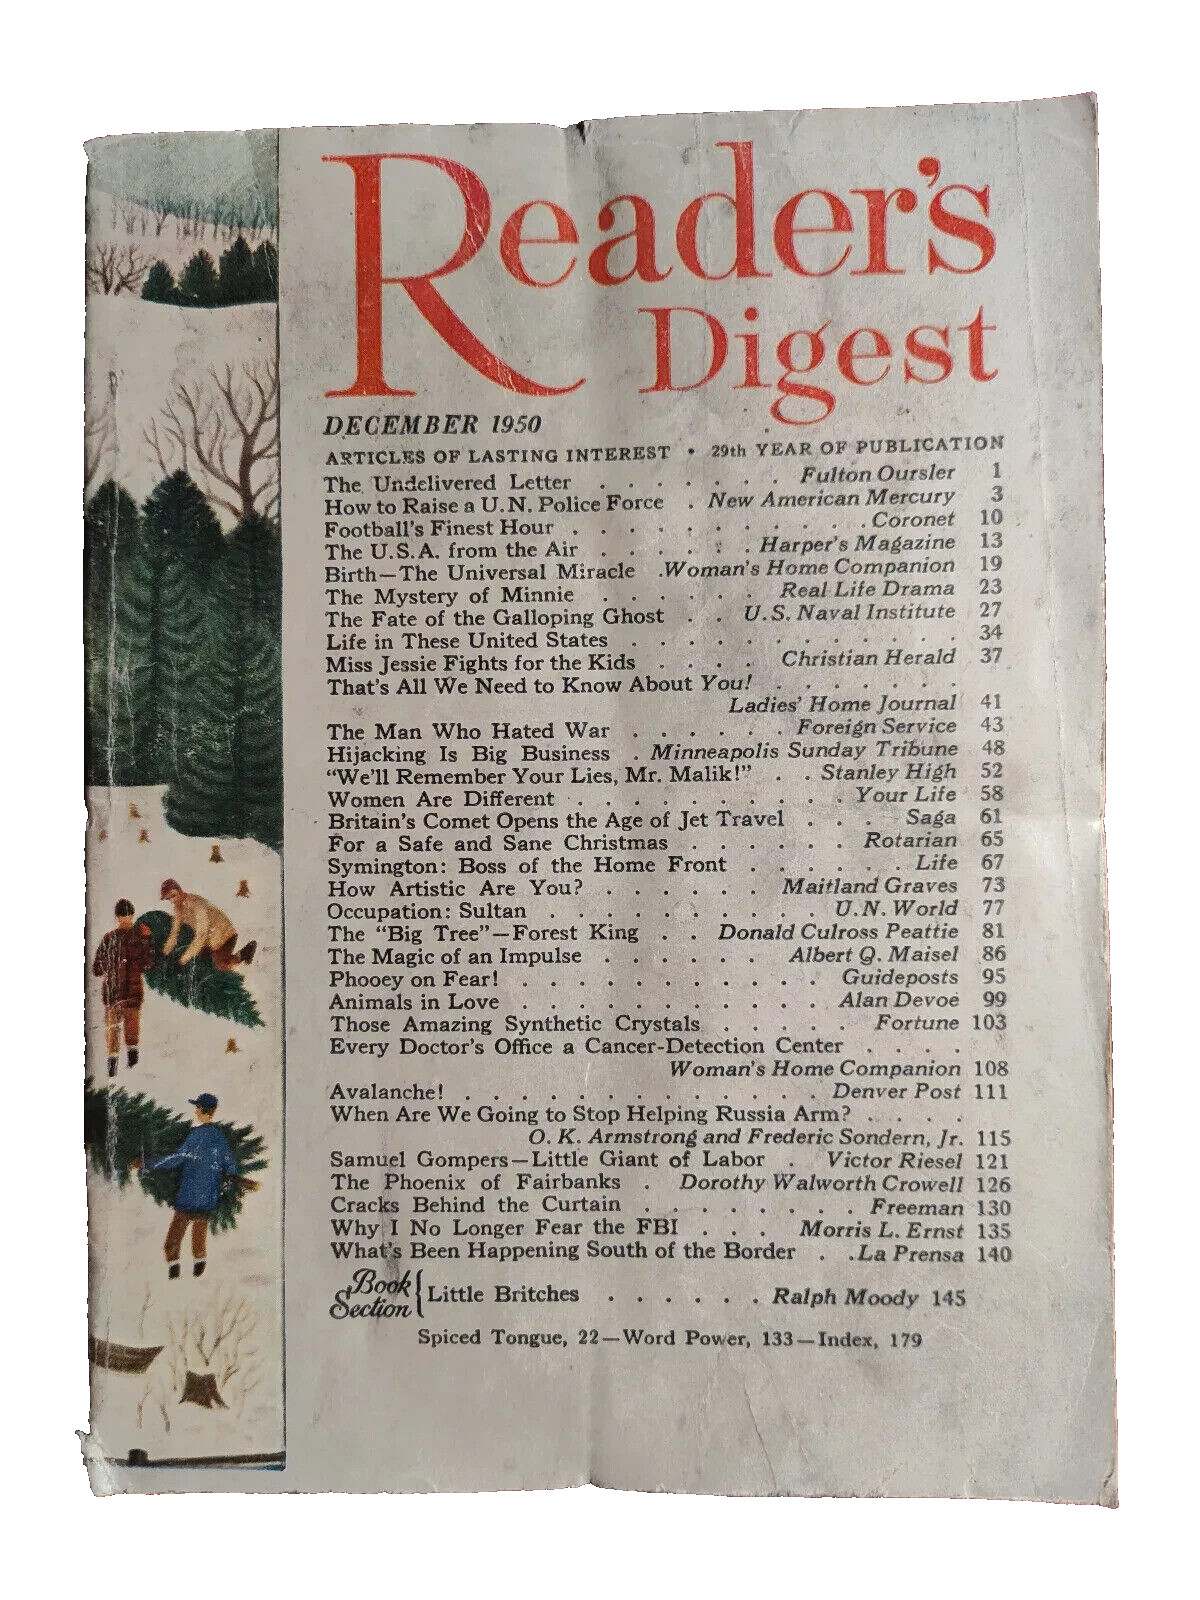 Reader's
Digest
DECEMBER 1950
ARTICLES OF LASTING INTEREST • 29th YEAR OF PUBLICATION
The Undelivered Letter . . . . . . . Fulton Oursler 1
How to Raise a U.N. Police Force . New American Mercury 3
Football's Finest Hour . . . . . . . . . . Coronet 10
The U.S.A. from the Air . . . . . . Harper's Magazine 13
Birth—The Universal Miracle . Woman's Home Companion 19
The Mystery of Minnie . . . . . . Real Life Drama 23
The Fate of the Galloping Ghost . . U.S. Naval Institute 27
Life in These United States . . . . . . . . . . . . 34
Miss Jessie Fights for the Kids . . . . Christian Herald 37
That's All We Need to Know About You! . . . . . . .
Ladies' Home Journal 41
The Man Who Hated War . . . . . . Foreign Service 43
Hijacking Is Big Business . Minneapolis Sunday Tribune 48
"We'll Remember Your Lies, Mr. Malik!" . . Stanley High 52
Women Are Different . . . . . . . . . . Your Life 58
Britain's Comet Opens the Age of Jet Travel . . . Saga 61
For a Safe and Sane Christmas . . . . . . Rotarian 65
Symington: Boss of the Home Front . . . . . . Life 67
How Artistic Are You? . . . . . . Maitland Graves 73
Occupation: Sultan . . . . . . . . . . U.N. World 77
The "Big Tree"—Forest King . . Donald Culross Peattie 81
The Magic of an Impulse . . . . . . Albert Q. Maisel 86
Phooey on Fear! . . . . . . . . . . . Guideposts 95
Animals in Love . . . . . . . . . . . Alan Devoe 99
Those Amazing Synthetic Crystals . . . . . Fortune 103
Every Doctor's Office a Cancer-Detection Center . . . .
Woman's Home Companion 108
Avalanche! . . . . . . . . . . . . . Denver Post 111
When Are We Going to Stop Helping Russia Arm? . . . .
O. K. Armstrong and Frederic Sondern, Jr. 115
Samuel Gompers—Little Giant of Labor . Victor Riesel 121
The Phoenix of Fairbanks . Dorothy Walworth Crowell 126
Cracks Behind the Curtain . . . . . . . . Freeman 130
Why I No Longer Fear the FBI . . . Morris L. Ernst 135
What's Been Happening South of the Border . . La Prensa 140
Book Section { Little Britches . . . . . . Ralph Moody 145
Spiced Tongue, 22—Word Power, 133—Index, 179